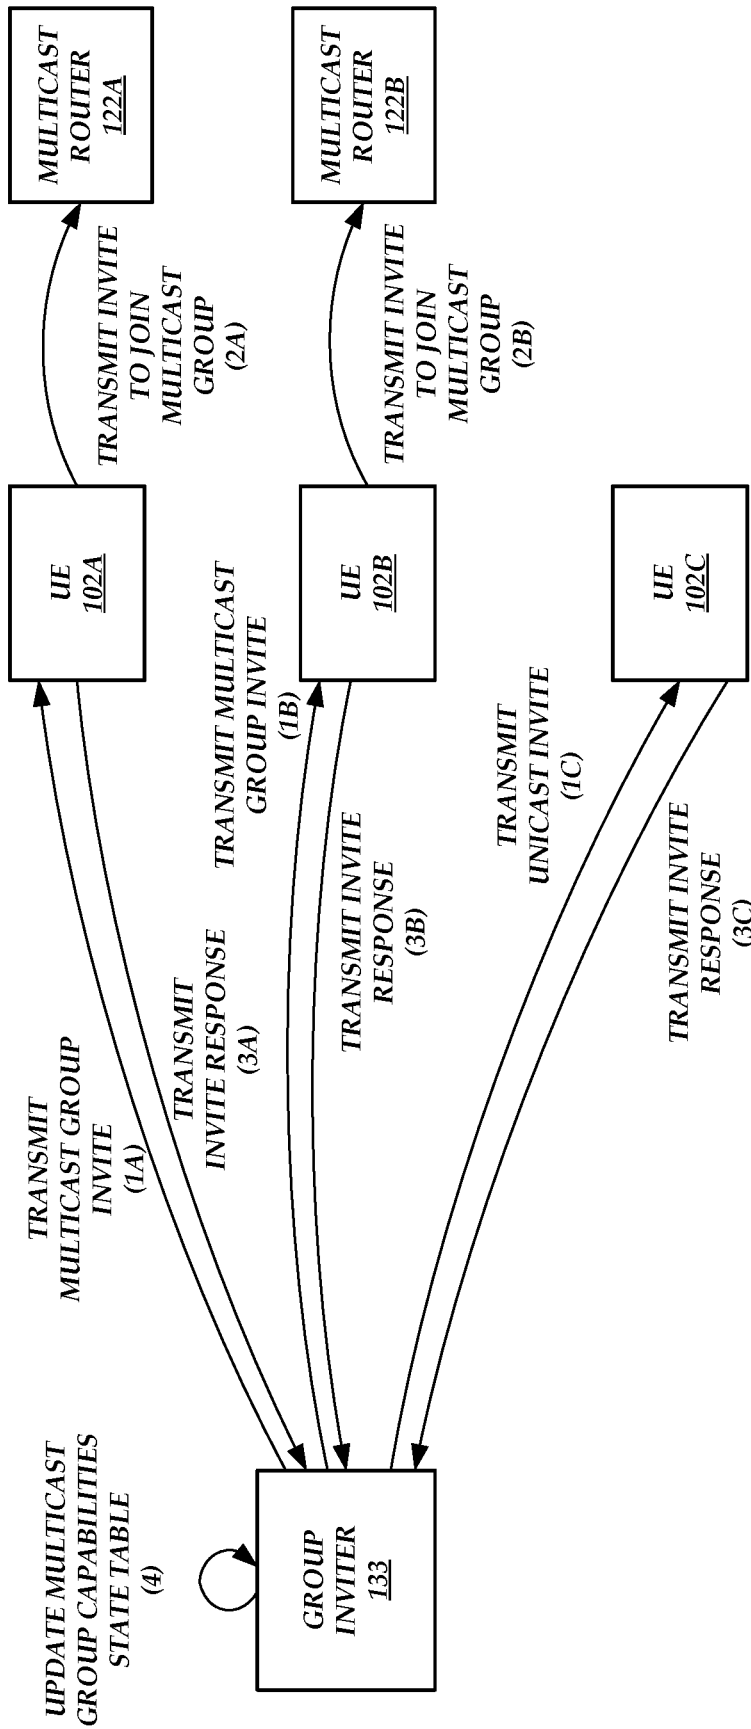 UPDATE MULTICAST
GROUP CAPABILITIES
STATE TABLE
(4)
GROUP
INVITER
133
TRANSMIT
MULTICAST GROUP
INVITE
(1A)
TRANSMIT
INVITE RESPONSE
(3A)
TRANSMIT MULTICAST
GROUP INVITE
(1B)
TRANSMIT INVITE
RESPONSE
(3B)
TRANSMIT
UNICAST INVITE
(1C)
TRANSMIT INVITE
RESPONSE
(3C)
UE
102A
UE
102B
UE
102C
TRANSMIT INVITE
TO JOIN
MULTICAST
GROUP
(2A)
TRANSMIT INVITE
TO JOIN
MULTICAST
GROUP
(2B)
MULTICAST
ROUTER
122A
MULTICAST
ROUTER
122B